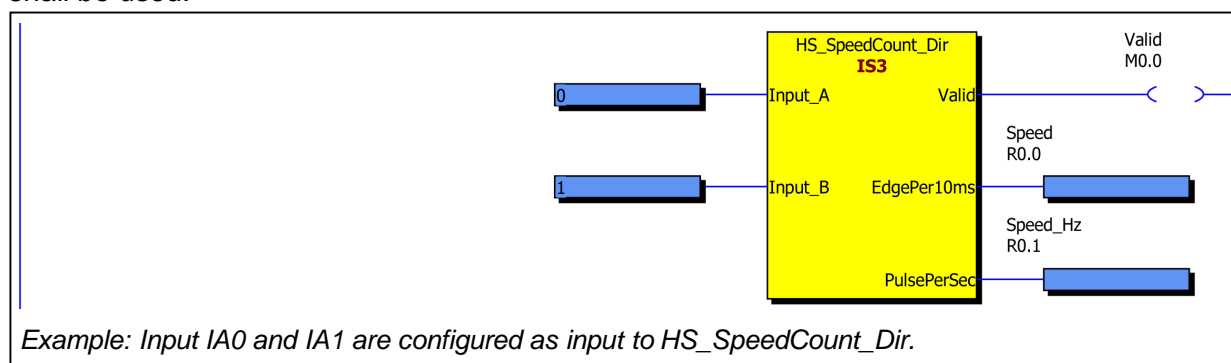 shall be used.
HS_SpeedCount_Dir
IS3
Valid
M0.0
0
Input_A
Valid
Speed
R0.0
1
Input_B
EdgePer10ms
Speed_Hz
R0.1
PulsePerSec
Example: Input IA0 and IA1 are configured as input to HS_SpeedCount_Dir.